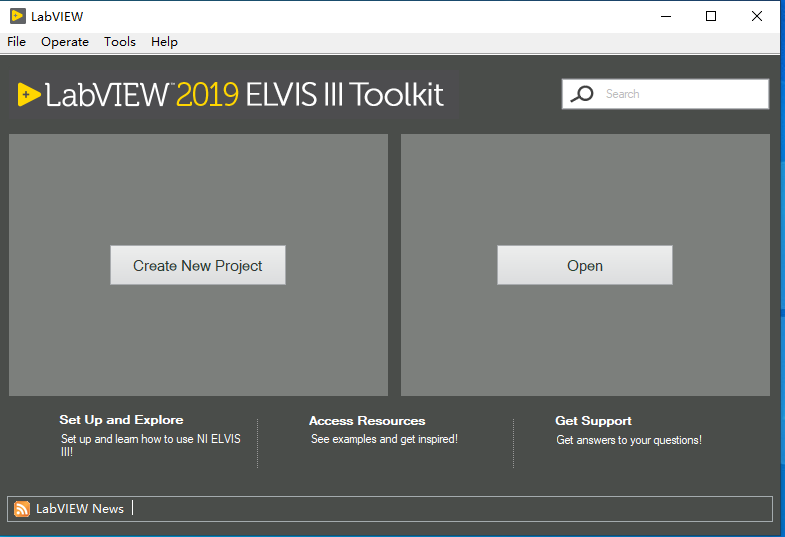 LabVIEW
File Operate Tools Help
LabVIEW™ 2019 ELVIS III Toolkit
Search
Create New Project
Open
Set Up and Explore
Set up and learn how to use NI ELVIS
III!
Access Resources
See examples and get inspired!
Get Support
Get answers to your questions!
LabVIEW News